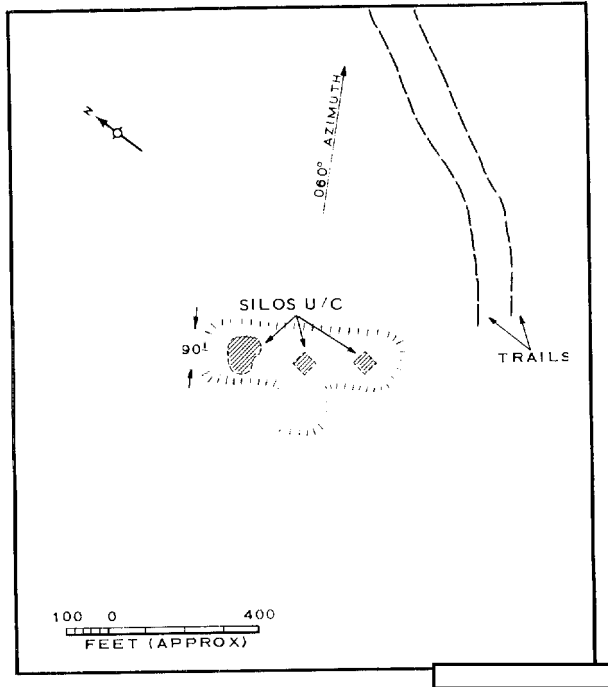 N
060° AZIMUTH
SILOS U/C
90±
TRAILS
100 0 400
FEET (APPROX)